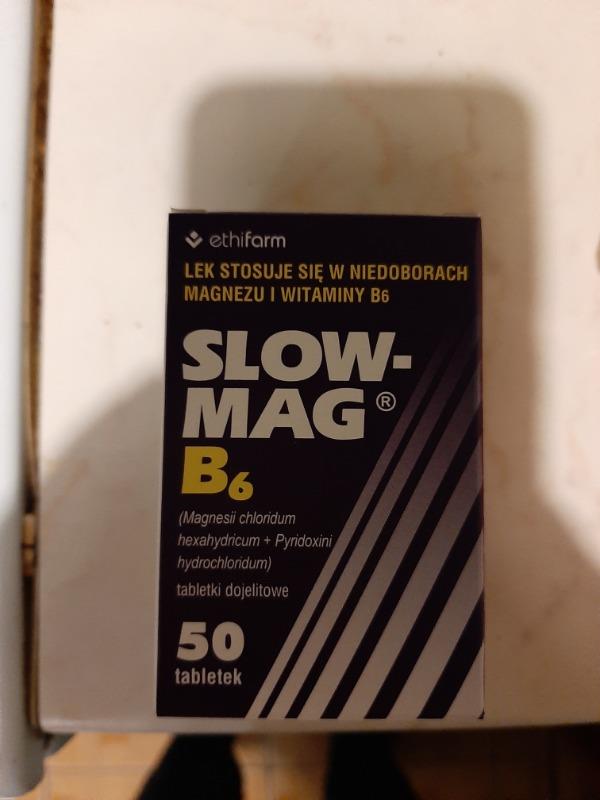 ethifarm
LEK STOSUJE SIĘ W NIEDOBORACH
MAGNEZU I WITAMINY B6
SLOW-
MAG®
B6
(Magnesii chloridum
hexahydricum + Pyridoxini
hydrochloridum)
tabletki dojelitowe
50
tabletek